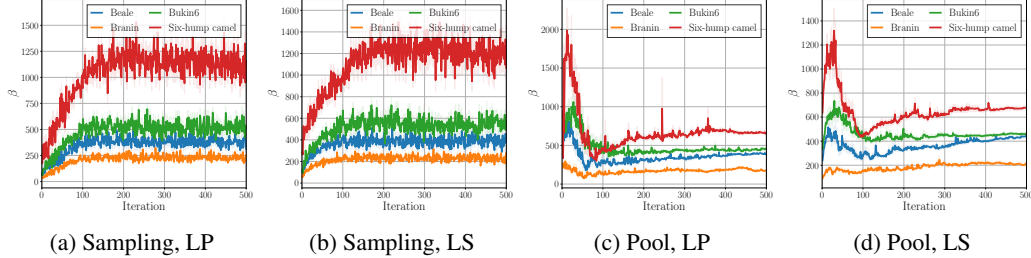 Beale
Bukin6
Branin
Six-hump camel
1250
1000
750
500
250
0
β
0
100
200
300
400
500
Iteration
(a) Sampling, LP
Beale
Bukin6
Branin
Six-hump camel
1400
1200
1000
800
600
400
200
0
β
0
100
200
300
400
500
Iteration
(b) Sampling, LS
Beale
Bukin6
Branin
Six-hump camel
2000
1500
1000
500
0
β
0
100
200
300
400
500
Iteration
(c) Pool, LP
Beale
Bukin6
Branin
Six-hump camel
1400
1200
1000
800
600
400
200
0
β
0
100
200
300
400
500
Iteration
(d) Pool, LS